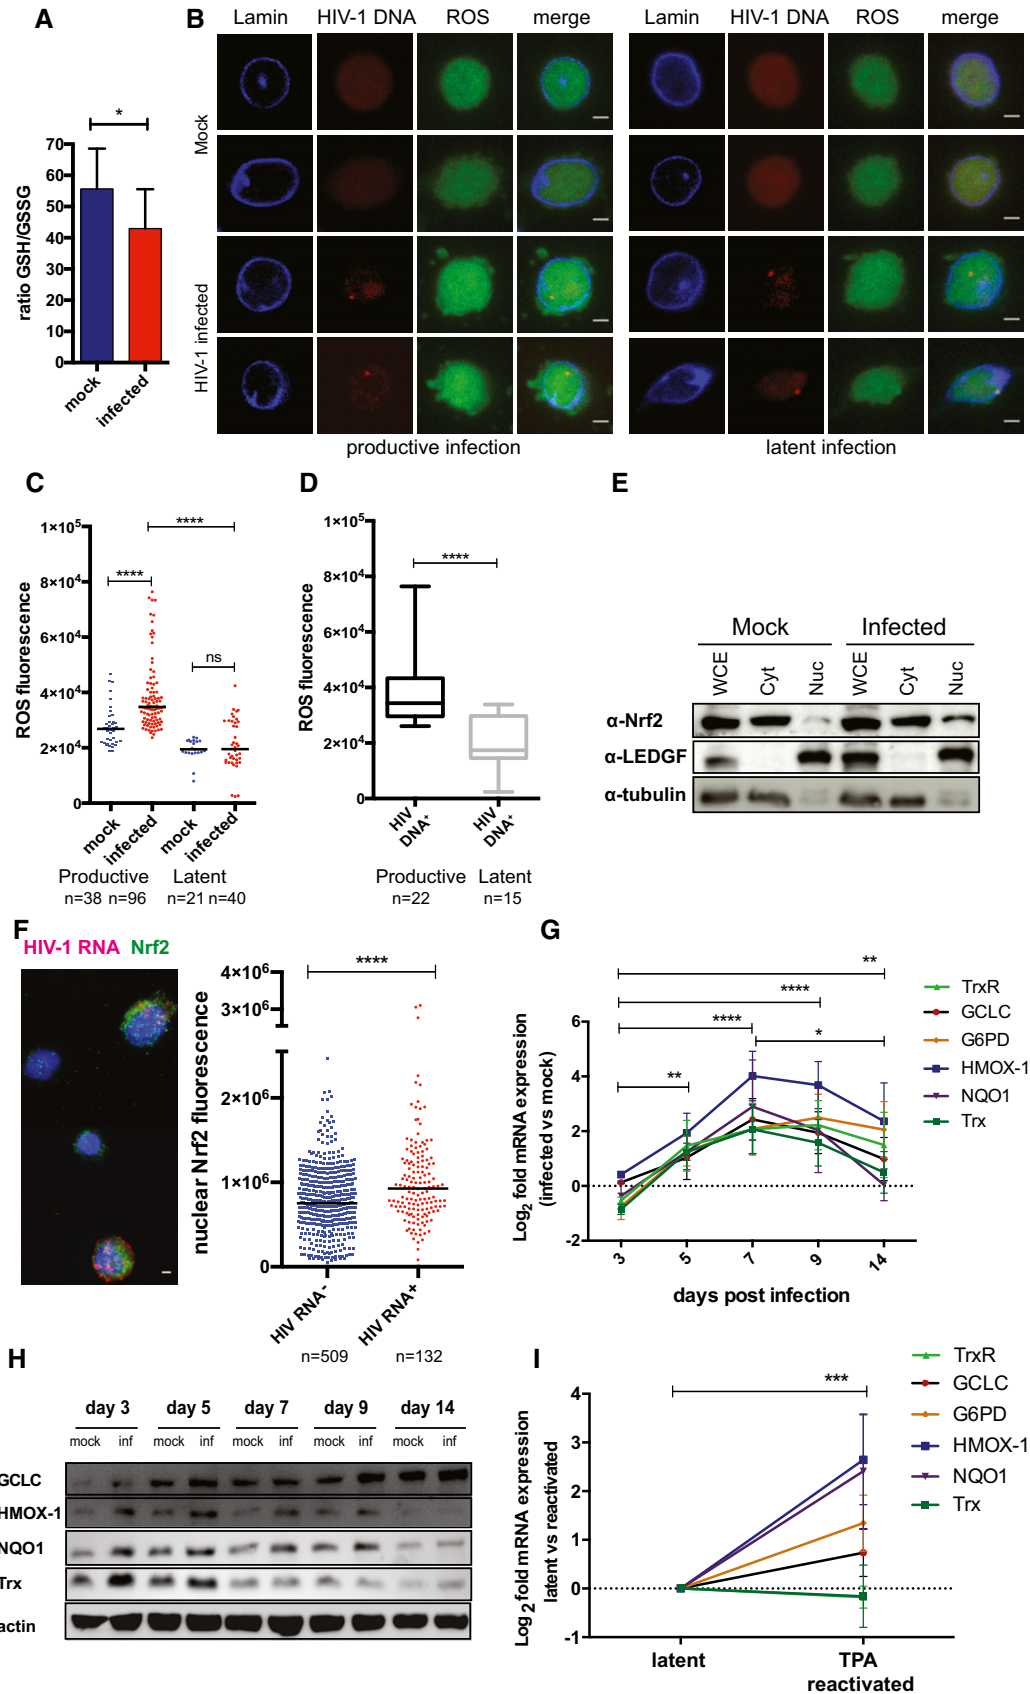 A
*
ratio GSH/GSSG
70
60
50
40
30
20
10
0
mock
infected
B
Lamin HIV-1 DNA ROS merge Lamin HIV-1 DNA ROS merge
Mock
HIV-1 infected
productive infection latent infection
C
ROS fluorescence
1×10⁵
8×10⁴
6×10⁴
4×10⁴
2×10⁴
0
****
****
ns
mock infected mock infected
Productive Latent
n=38 n=96 n=21 n=40
D
ROS fluorescence
1×10⁵
8×10⁴
6×10⁴
4×10⁴
2×10⁴
0
****
HIV DNA⁺ HIV DNA⁺
Productive Latent
n=22 n=15
E
Mock Infected
WCE Cyt Nuc WCE Cyt Nuc
α-Nrf2
α-LEDGF
α-tubulin
F
HIV-1 RNA Nrf2
nuclear Nrf2 fluorescence
4×10⁶
3×10⁶
2×10⁶
1×10⁶
0
****
HIV RNA⁻ HIV RNA⁺
n=509 n=132
G
Log₂ fold mRNA expression
(infected vs mock)
6
4
2
0
-2
**
****
****
*
**
3 5 7 9 14
days post infection
TrxR
GCLC
G6PD
HMOX-1
NQO1
Trx
H
day 3 day 5 day 7 day 9 day 14
mock inf mock inf mock inf mock inf mock inf
GCLC
HMOX-1
NQO1
Trx
actin
I
Log₂ fold mRNA expression
latent vs reactivated
4
3
2
1
0
-1
***
latent TPA
reactivated
TrxR
GCLC
G6PD
HMOX-1
NQO1
Trx